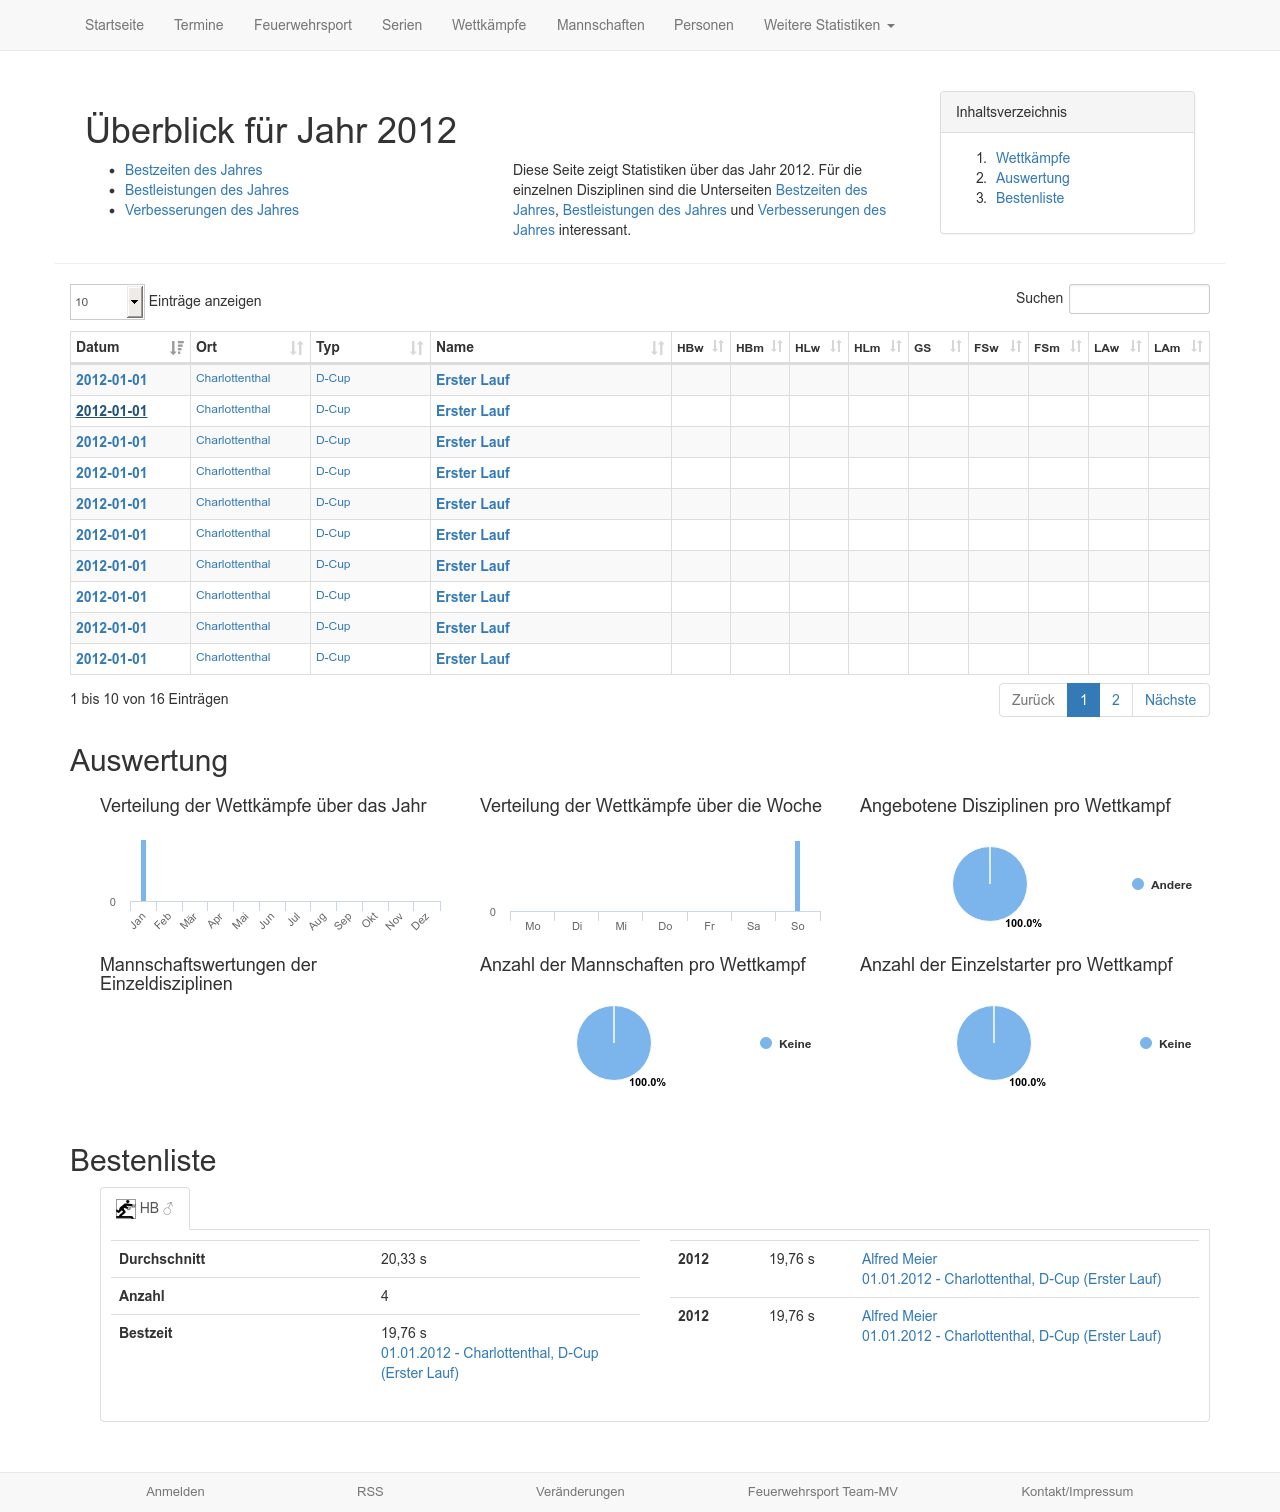 Startseite Termine Feuerwehrsport Serien Wettkämpfe Mannschaften Personen Weitere Statistiken
Überblick für Jahr 2012
Bestzeiten des Jahres
Bestleistungen des Jahres
Verbesserungen des Jahres
Diese Seite zeigt Statistiken über das Jahr 2012. Für die
einzelnen Disziplinen sind die Unterseiten Bestzeiten des
Jahres, Bestleistungen des Jahres und Verbesserungen des
Jahres interessant.
Inhaltsverzeichnis
1. Wettkämpfe
2. Auswertung
3. Bestenliste
10 Einträge anzeigen
Suchen
Datum Ort Typ Name HBw HBm HLw HLm GS FSw FSm LAw LAm
2012-01-01 Charlottenthal D-Cup Erster Lauf
2012-01-01 Charlottenthal D-Cup Erster Lauf
2012-01-01 Charlottenthal D-Cup Erster Lauf
2012-01-01 Charlottenthal D-Cup Erster Lauf
2012-01-01 Charlottenthal D-Cup Erster Lauf
2012-01-01 Charlottenthal D-Cup Erster Lauf
2012-01-01 Charlottenthal D-Cup Erster Lauf
2012-01-01 Charlottenthal D-Cup Erster Lauf
2012-01-01 Charlottenthal D-Cup Erster Lauf
2012-01-01 Charlottenthal D-Cup Erster Lauf
1 bis 10 von 16 Einträgen
Zurück 1 2 Nächste
Auswertung
Verteilung der Wettkämpfe über das Jahr
0
Jan Feb Mär Apr Mai Jun Jul Aug Sep Okt Nov Dez
Verteilung der Wettkämpfe über die Woche
0
Mo Di Mi Do Fr Sa So
Angebotene Disziplinen pro Wettkampf
Andere
100.0%
Mannschaftswertungen der
Einzeldisziplinen
Anzahl der Mannschaften pro Wettkampf
Keine
100.0%
Anzahl der Einzelstarter pro Wettkampf
Keine
100.0%
Bestenliste
HB ♂
Durchschnitt 20,33 s
Anzahl 4
Bestzeit 19,76 s
01.01.2012 - Charlottenthal, D-Cup
(Erster Lauf)
2012 19,76 s Alfred Meier
01.01.2012 - Charlottenthal, D-Cup (Erster Lauf)
2012 19,76 s Alfred Meier
01.01.2012 - Charlottenthal, D-Cup (Erster Lauf)
Anmelden RSS Veränderungen Feuerwehrsport Team-MV Kontakt/Impressum